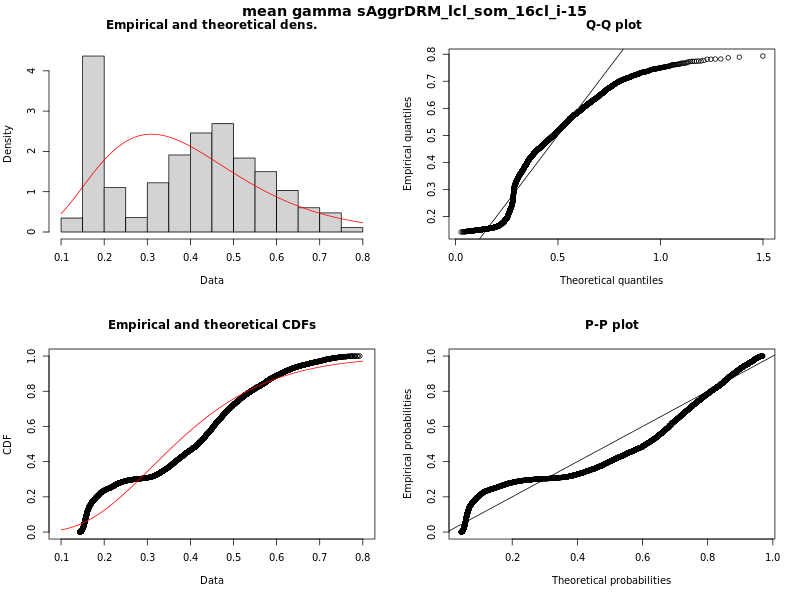 mean gamma sAggrDRM_lcl_som_16cl_i-15
Empirical and theoretical dens.
Density
0 1 2 3 4
0.1 0.2 0.3 0.4 0.5 0.6 0.7 0.8
Data
Q-Q plot
Empirical quantiles
0.2 0.3 0.4 0.5 0.6 0.7 0.8
0.0 0.5 1.0 1.5
Theoretical quantiles
Empirical and theoretical CDFs
CDF
0.0 0.2 0.4 0.6 0.8 1.0
0.1 0.2 0.3 0.4 0.5 0.6 0.7 0.8
Data
P-P plot
Empirical probabilities
0.0 0.2 0.4 0.6 0.8 1.0
0.2 0.4 0.6 0.8 1.0
Theoretical probabilities